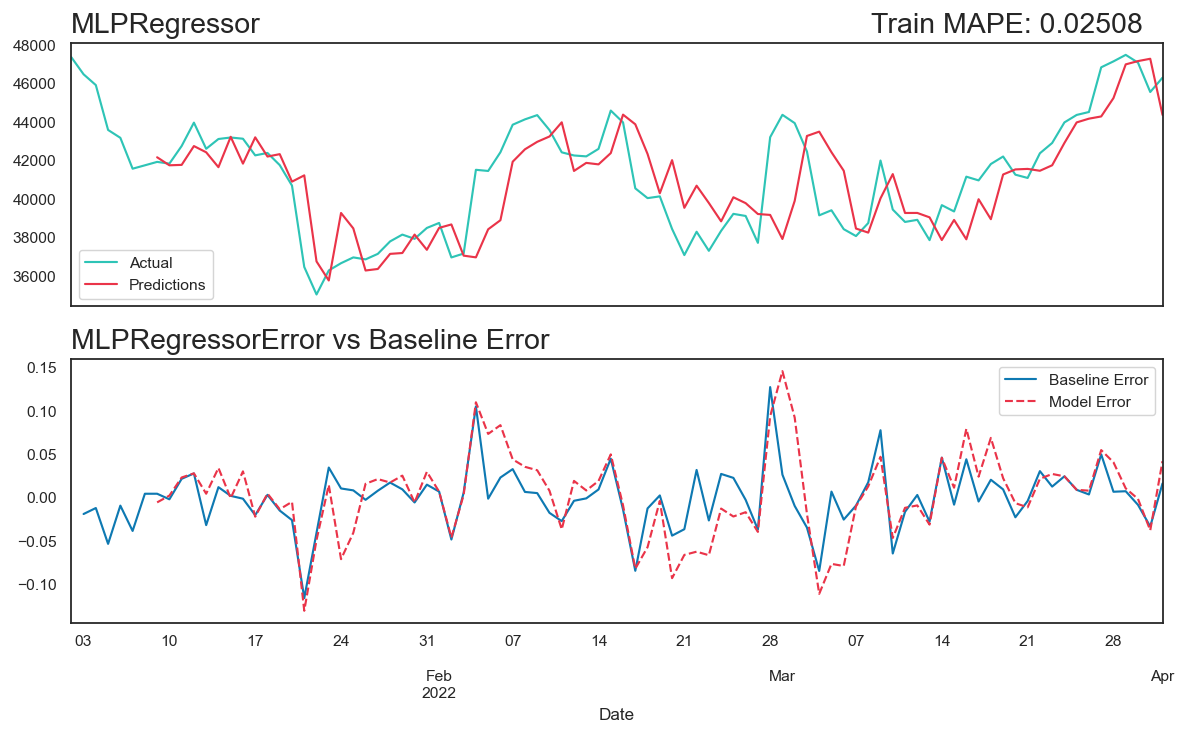 MLPRegressor Train MAPE: 0.02508
48000
46000
44000
42000
40000
38000
36000
Actual
Predictions
MLPRegressorError vs Baseline Error
0.15
0.10
0.05
0.00
−0.05
−0.10
Baseline Error
Model Error
03 10 17 24 31 07 14 21 28 07 14 21 28
Feb Mar Apr
2022
Date